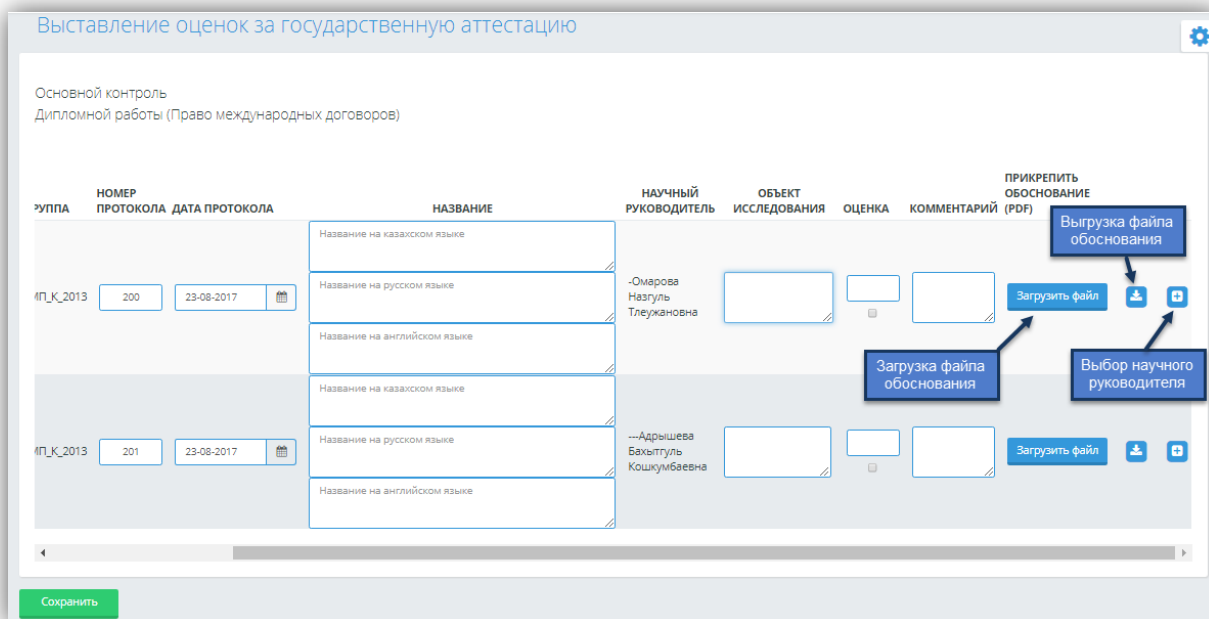 Выставление оценок за государственную аттестацию
Основной контроль
Дипломной работы (Право международных договоров)
РУППА
НОМЕР
ПРОТОКОЛА
ДАТА ПРОТОКОЛА
НАЗВАНИЕ
НАУЧНЫЙ
РУКОВОДИТЕЛЬ
ОБЪЕКТ
ИССЛЕДОВАНИЯ
ОЦЕНКА
КОММЕНТАРИЙ
ПРИКРЕПИТЬ
ОБОСНОВАНИЕ
(PDF)
Выгрузка файла
обоснования
МП_К_2013
200
23-08-2017
Название на казахском языке
Название на русском языке
Название на английском языке
-Омарова
Назгуль
Тлеужановна
Загрузить файл
Загрузка файла
обоснования
Выбор научного
руководителя
МП_К_2013
201
23-08-2017
Название на казахском языке
Название на русском языке
Название на английском языке
---Адрышева
Бахытгуль
Кошкумбаевна
Загрузить файл
Сохранить